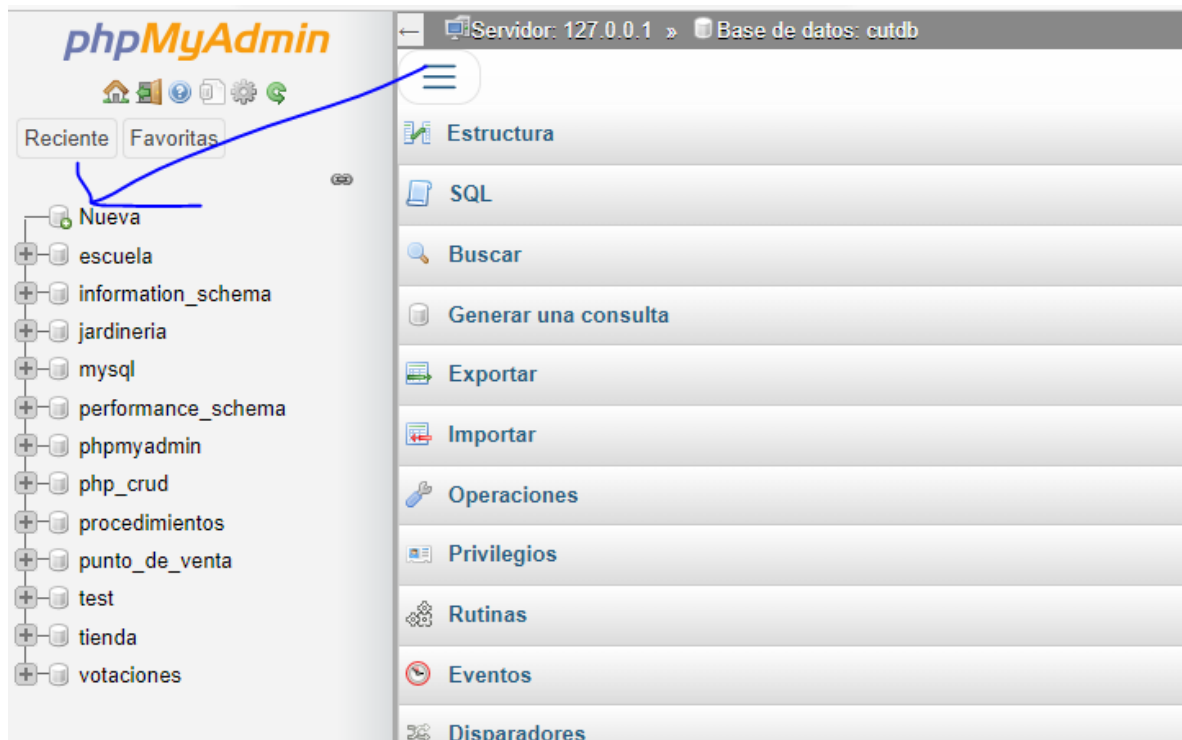 phpMyAdmin
Reciente Favoritas
Nueva
escuela
information_schema
jardineria
mysql
performance_schema
phpmyadmin
php_crud
procedimientos
punto_de_venta
test
tienda
votaciones
← Servidor: 127.0.0.1 » Base de datos: cutdb
Estructura
SQL
Buscar
Generar una consulta
Exportar
Importar
Operaciones
Privilegios
Rutinas
Eventos
Disparadores